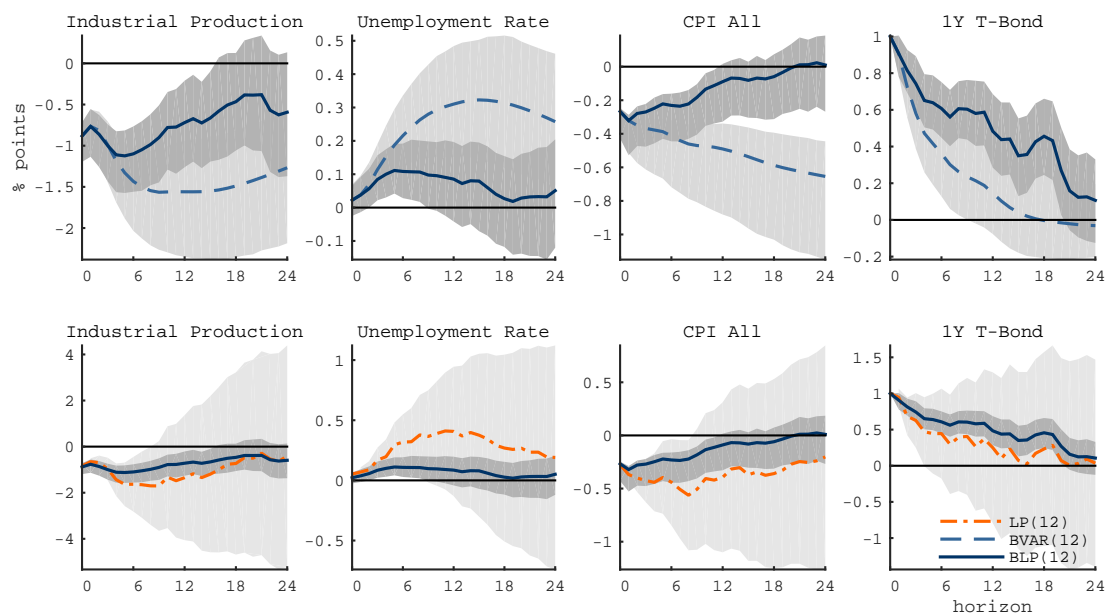 Industrial Production Unemployment Rate CPI All 1Y T-Bond
% points
0
-0.5
-1
-1.5
-2
0 6 12 18 24
0.5
0.4
0.3
0.2
0.1
0
-0.1
0 6 12 18 24
0
-0.2
-0.4
-0.6
-0.8
-1
0 6 12 18 24
1
0.8
0.6
0.4
0.2
0
-0.2
0 6 12 18 24
Industrial Production Unemployment Rate CPI All 1Y T-Bond
4
2
0
-2
-4
0 6 12 18 24
1
0.5
0
-0.5
0 6 12 18 24
0.5
0
-0.5
-1
0 6 12 18 24
1.5
1
0.5
0
-0.5
-1
0 6 12 18 24
LP(12)
BVAR(12)
BLP(12)
horizon